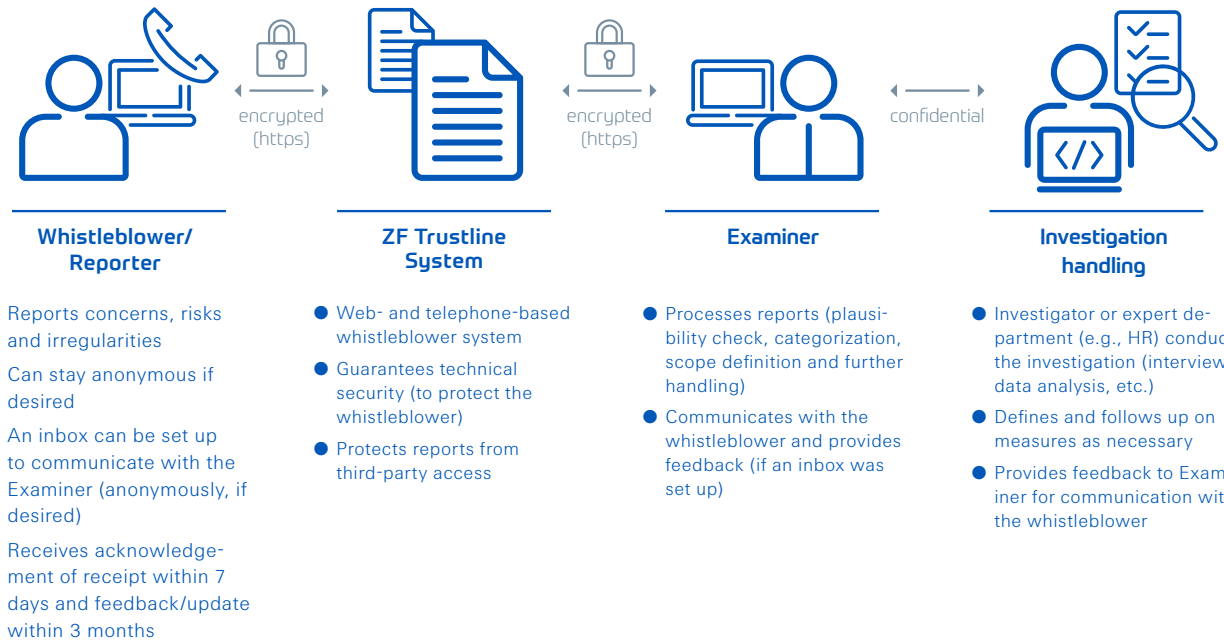 encrypted
(https)
encrypted
(https)
confidential
</>
Whistleblower/
Reporter
Reports concerns, risks
and irregularities
Can stay anonymous if
desired
An inbox can be set up
to communicate with the
Examiner (anonymously, if
desired)
Receives acknowledge-
ment of receipt within 7
days and feedback/update
within 3 months
ZF Trustline
System
● Web- and telephone-based
whistleblower system
● Guarantees technical
security (to protect the
whistleblower)
● Protects reports from
third-party access
Examiner
● Processes reports (plausi-
bility check, categorization,
scope definition and further
handling)
● Communicates with the
whistleblower and provides
feedback (if an inbox was
set up)
Investigation
handling
● Investigator or expert de-
partment (e.g., HR)
the investigation
data analysis, etc.)
● Defines and follows up on
measures as necessary
● Provides feedback to Exam
iner for communication
the whistleblower